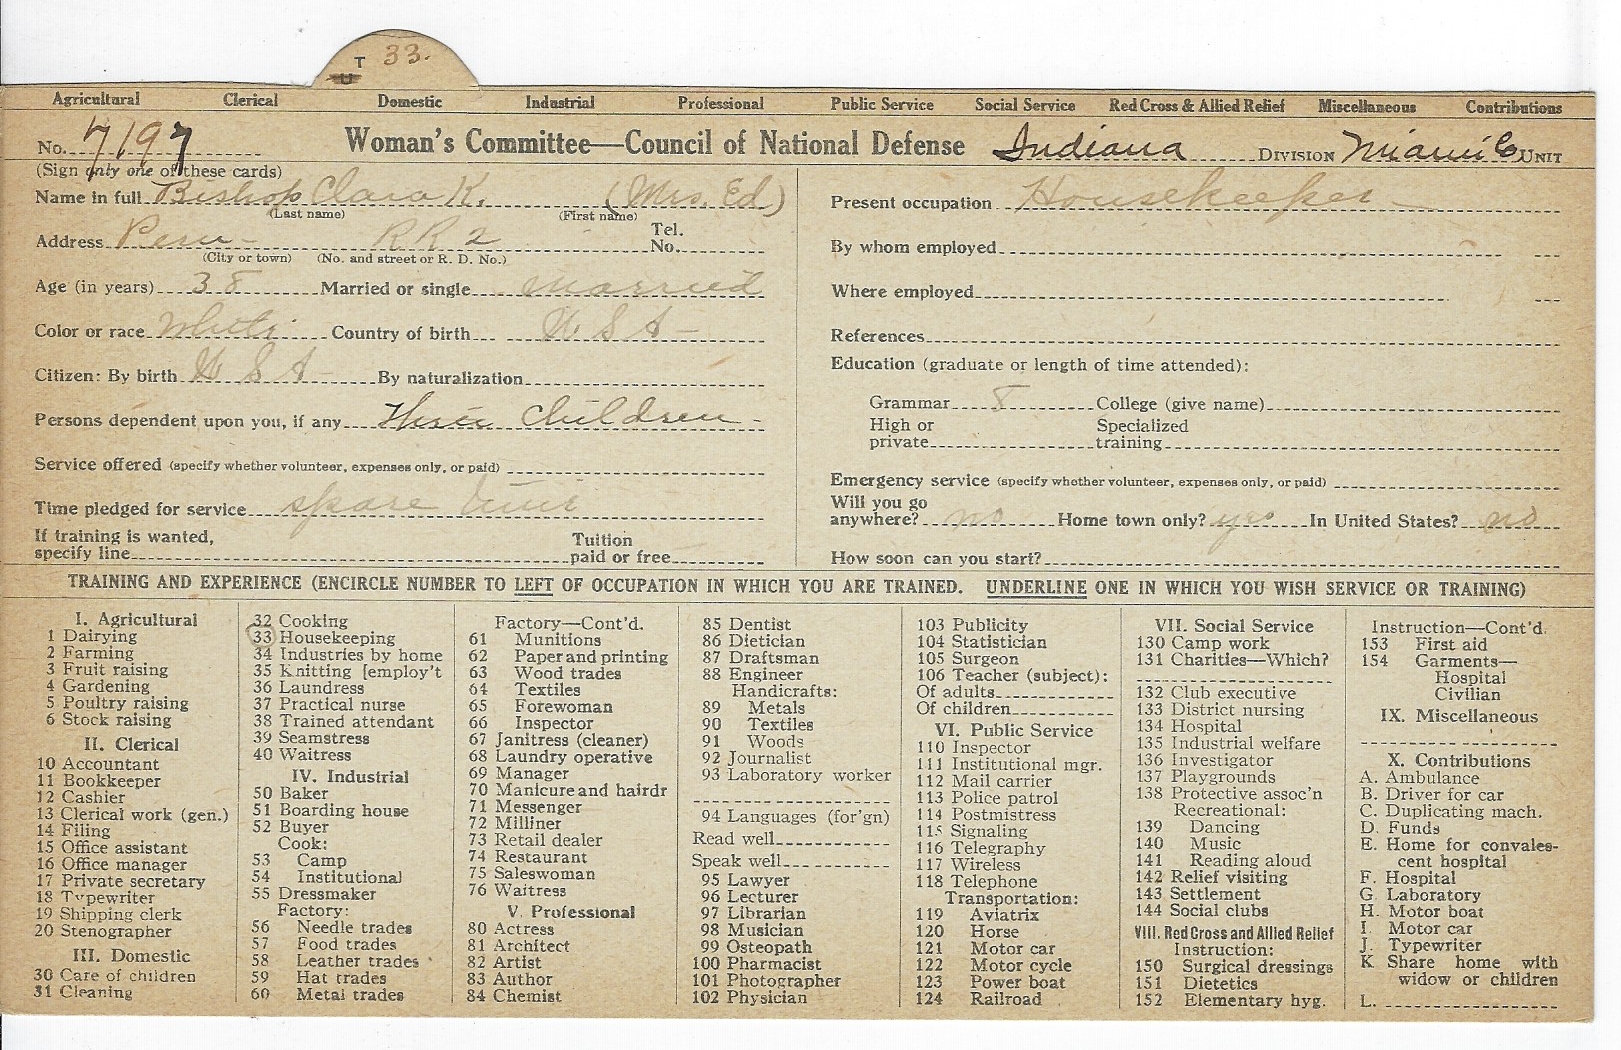 T 33.
U
Agricultural Clerical Domestic Industrial Professional Public Service Social Service Red Cross & Allied Relief Miscellaneous Contributions
No. 7197 Woman's Committee—Council of National Defense Indiana DIVISION Miami Co UNIT
(Sign only one of these cards)
Name in full Bishop Clara K. (Mrs. Ed)
(Last name) (First name)
Address Peru - RR 2 Tel. No.
(City or town) (No. and street or R. D. No.)
Age (in years) 38 Married or single married
Color or race White Country of birth U S A -
Citizen: By birth U S A - By naturalization
Persons dependent upon you, if any Three Children -
Service offered (specify whether volunteer, expenses only, or paid)
Time pledged for service spare time
If training is wanted, specify line Tuition paid or free
Present occupation Housekeeper -
By whom employed
Where employed
References
Education (graduate or length of time attended):
Grammar 8 College (give name)
High or private Specialized training
Emergency service (specify whether volunteer, expenses only, or paid)
Will you go anywhere? no Home town only? yes In United States? no
How soon can you start?
TRAINING AND EXPERIENCE (ENCIRCLE NUMBER TO LEFT OF OCCUPATION IN WHICH YOU ARE TRAINED. UNDERLINE ONE IN WHICH YOU WISH SERVICE OR TRAINING)
I. Agricultural
1 Dairying
2 Farming
3 Fruit raising
4 Gardening
5 Poultry raising
6 Stock raising
II. Clerical
10 Accountant
11 Bookkeeper
12 Cashier
13 Clerical work (gen.)
14 Filing
15 Office assistant
16 Office manager
17 Private secretary
18 Typewriter
19 Shipping clerk
20 Stenographer
III. Domestic
30 Care of children
31 Cleaning
32 Cooking
33 Housekeeping
34 Industries by home
35 Knitting [employ't
36 Laundress
37 Practical nurse
38 Trained attendant
39 Seamstress
40 Waitress
IV. Industrial
50 Baker
51 Boarding house
52 Buyer
Cook:
53 Camp
54 Institutional
55 Dressmaker
Factory:
56 Needle trades
57 Food trades
58 Leather trades
59 Hat trades
60 Metal trades
Factory—Cont'd.
61 Munitions
62 Paper and printing
63 Wood trades
64 Textiles
65 Forewoman
66 Inspector
67 Janitress (cleaner)
68 Laundry operative
69 Manager
70 Manicure and hairdr
71 Messenger
72 Milliner
73 Retail dealer
74 Restaurant
75 Saleswoman
76 Waitress
V. Professional
80 Actress
81 Architect
82 Artist
83 Author
84 Chemist
85 Dentist
86 Dietician
87 Draftsman
88 Engineer
Handicrafts:
89 Metals
90 Textiles
91 Woods
92 Journalist
93 Laboratory worker
94 Languages (for'gn)
Read well
Speak well
95 Lawyer
96 Lecturer
97 Librarian
98 Musician
99 Osteopath
100 Pharmacist
101 Photographer
102 Physician
103 Publicity
104 Statistician
105 Surgeon
106 Teacher (subject):
Of adults
Of children
VI. Public Service
110 Inspector
111 Institutional mgr.
112 Mail carrier
113 Police patrol
114 Postmistress
115 Signaling
116 Telegraphy
117 Wireless
118 Telephone
Transportation:
119 Aviatrix
120 Horse
121 Motor car
122 Motor cycle
123 Power boat
124 Railroad
VII. Social Service
130 Camp work
131 Charities—Which?
132 Club executive
133 District nursing
134 Hospital
135 Industrial welfare
136 Investigator
137 Playgrounds
138 Protective assoc'n
Recreational:
139 Dancing
140 Music
141 Reading aloud
142 Relief visiting
143 Settlement
144 Social clubs
VIII. Red Cross and Allied Relief
Instruction:
150 Surgical dressings
151 Dietetics
152 Elementary hyg.
Instruction—Cont'd.
153 First aid
154 Garments—
Hospital
Civilian
IX. Miscellaneous
X. Contributions
A. Ambulance
B. Driver for car
C. Duplicating mach.
D. Funds
E. Home for convales-
cent hospital
F. Hospital
G. Laboratory
H. Motor boat
I. Motor car
J. Typewriter
K Share home with
widow or children
L.